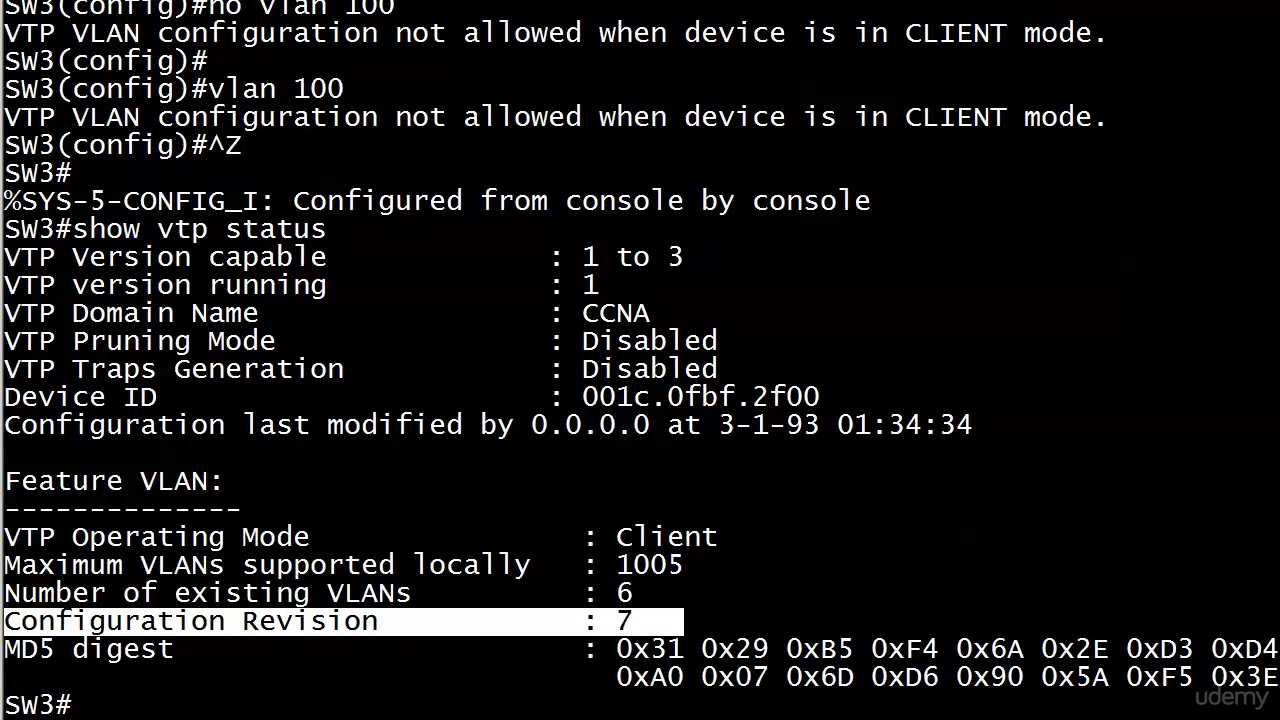 SW3(config)#no vlan 100
VTP VLAN configuration not allowed when device is in CLIENT mode.
SW3(config)#
SW3(config)#vlan 100
VTP VLAN configuration not allowed when device is in CLIENT mode.
SW3(config)#^Z
SW3#
%SYS-5-CONFIG_I: Configured from console by console
SW3#show vtp status
VTP Version capable : 1 to 3
VTP version running : 1
VTP Domain Name : CCNA
VTP Pruning Mode : Disabled
VTP Traps Generation : Disabled
Device ID : 001c.0fbf.2f00
Configuration last modified by 0.0.0.0 at 3-1-93 01:34:34
Feature VLAN:
--------------
VTP Operating Mode : Client
Maximum VLANs supported locally : 1005
Number of existing VLANs : 6
Configuration Revision : 7
MD5 digest : 0x31 0x29 0xB5 0xF4 0x6A 0x2E 0xD3 0xD4
0xA0 0x07 0x6D 0xD6 0x90 0x5A 0xF5 0x3E
SW3#
udemy